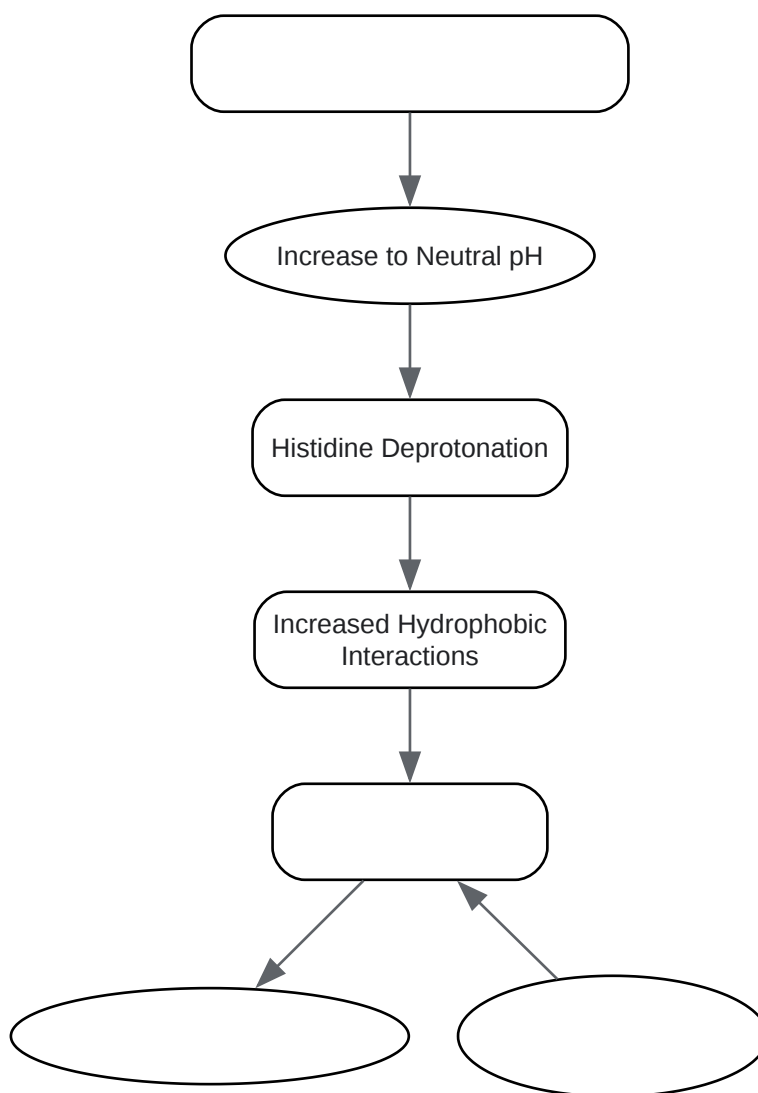 Increase to Neutral pH
Histidine Deprotonation
Increased Hydrophobic
Interactions